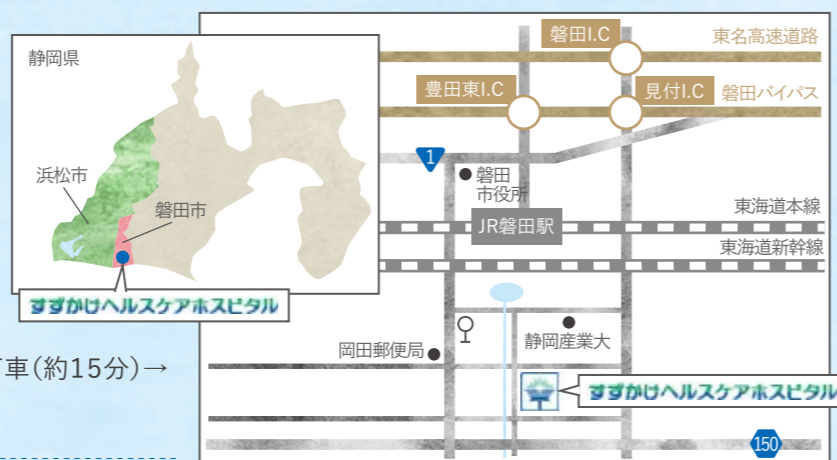 静岡県
浜松市
磐田市
すずかけヘルスケアホスピタル
磐田I.C
東名高速道路
豊田東I.C
見付I.C
磐田バイパス
1
磐田
市役所
東海道本線
JR磐田駅
東海道新幹線
静岡産業大
岡田郵便局
車(約15分)→
すずかけヘルスケアホスピタル
150